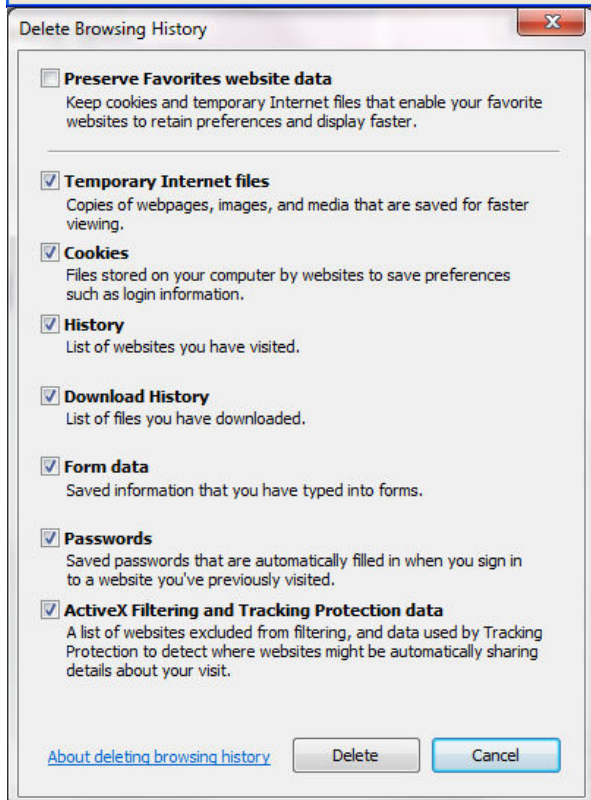 Delete Browsing History
Preserve Favorites website data
Keep cookies and temporary Internet files that enable your favorite
websites to retain preferences and display faster.
Temporary Internet files
Copies of webpages, images, and media that are saved for faster
viewing.
Cookies
Files stored on your computer by websites to save preferences
such as login information.
History
List of websites you have visited.
Download History
List of files you have downloaded.
Form data
Saved information that you have typed into forms.
Passwords
Saved passwords that are automatically filled in when you sign in
to a website you've previously visited.
ActiveX Filtering and Tracking Protection data
A list of websites excluded from filtering, and data used by Tracking
Protection to detect where websites might be automatically sharing
details about your visit.
About deleting browsing history Delete Cancel